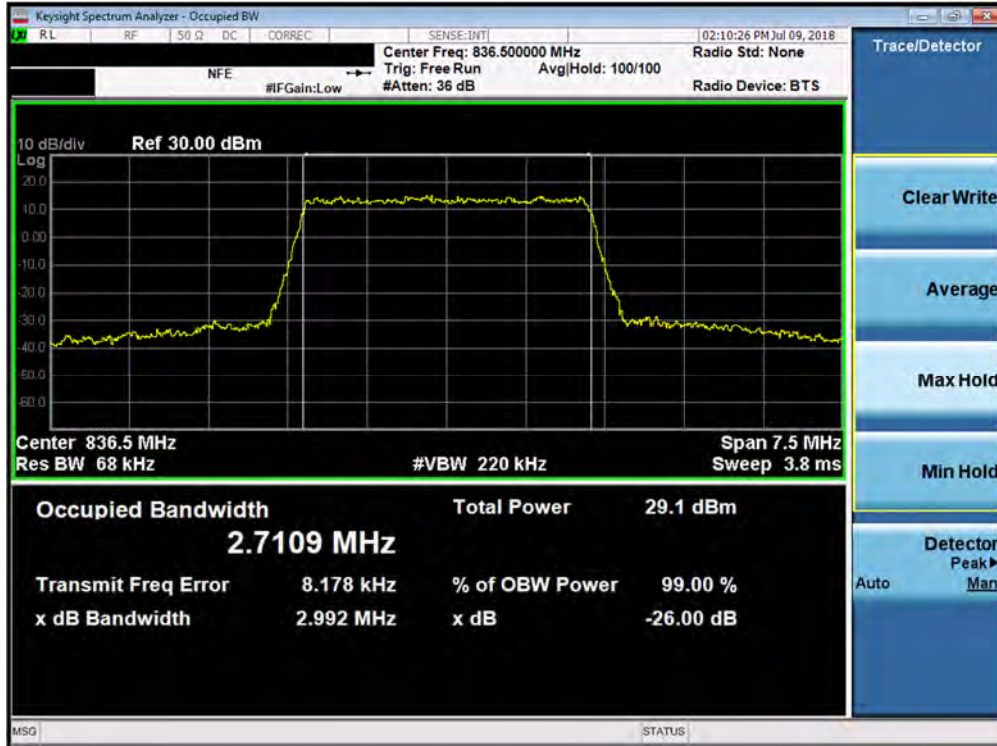 Keysight Spectrum Analyzer - Occupied BW
LXI RL RF 50 Ω DC CORREC SENSE:INT 02:10:26 PM Jul 09, 2018
Center Freq: 836.500000 MHz Radio Std: None
NFE Trig: Free Run Avg|Hold: 100/100
#IFGain:Low #Atten: 36 dB Radio Device: BTS
Trace/Detector
10 dB/div Ref 30.00 dBm
Log
20.0
10.0
0.00
-10.0
-20.0
-30.0
-40.0
-50.0
-60.0
Center 836.5 MHz Span 7.5 MHz
Res BW 68 kHz #VBW 220 kHz Sweep 3.8 ms
Occupied Bandwidth Total Power 29.1 dBm
2.7109 MHz
Transmit Freq Error 8.178 kHz % of OBW Power 99.00 %
x dB Bandwidth 2.992 MHz x dB -26.00 dB
Clear Write
Average
Max Hold
Min Hold
Detector
Peak▶
Auto Man
MSG STATUS